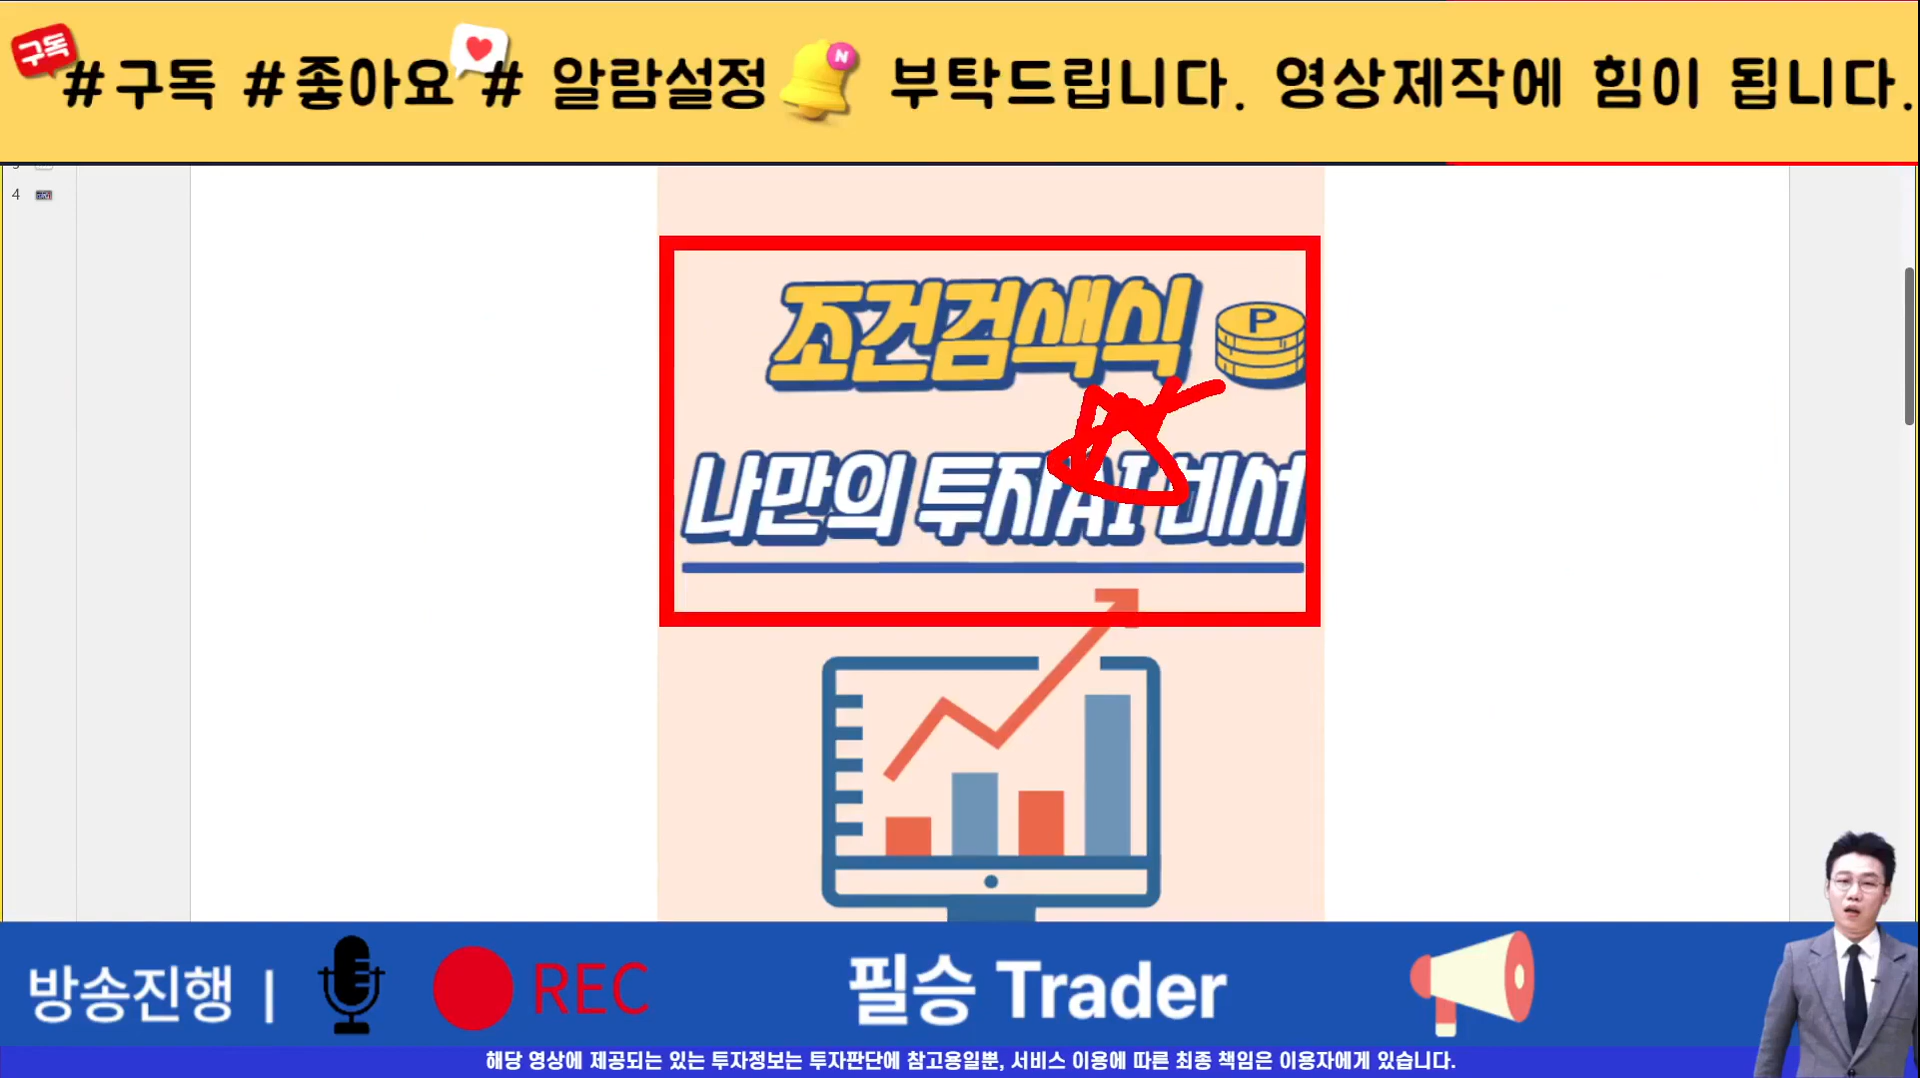 구독
N
#구독 #좋아요 # 알람설정 부탁드립니다. 영상제작에 힘이 됩니다.
4
조건검색식
P
나만의 투자AI 비서
방송진행 |
REC
필승 Trader
해당 영상에 제공되는 있는 투자정보는 투자판단에 참고용일뿐, 서비스 이용에 따른 최종 책임은 이용자에게 있습니다.